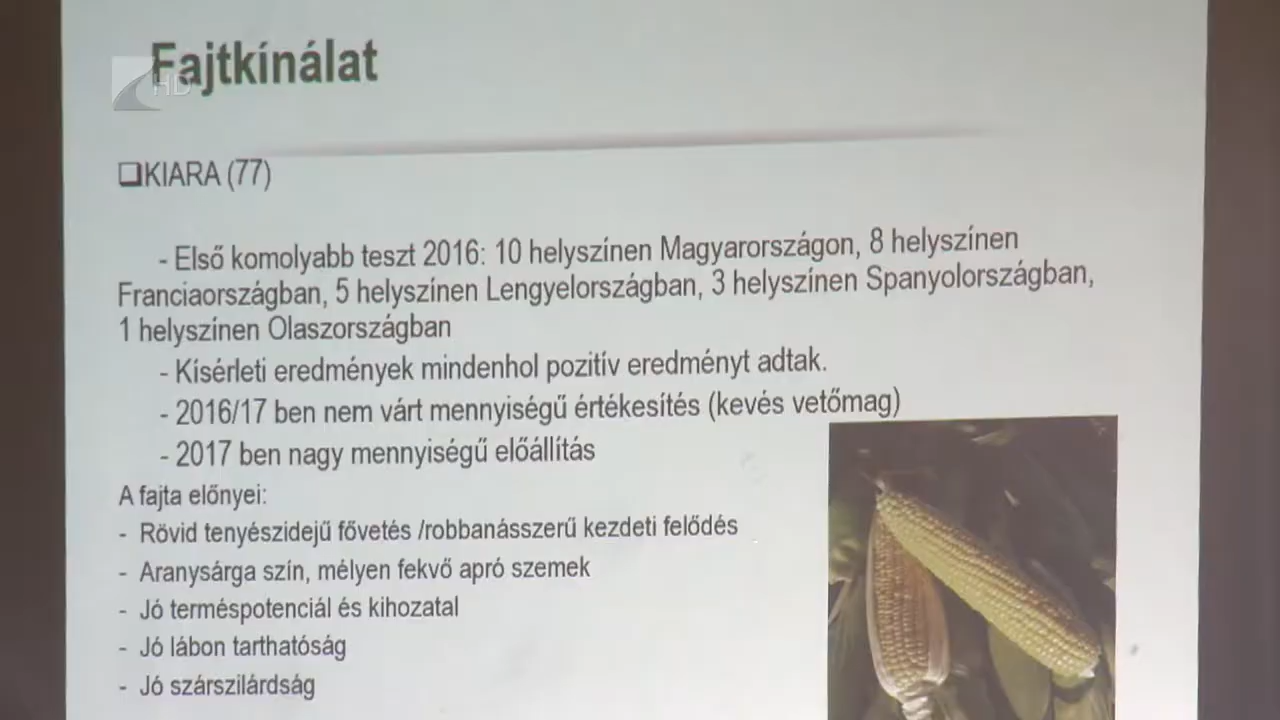 Fajtkínálat
HD
❑KIARA (77)
- Első komolyabb teszt 2016: 10 helyszínen Magyarországon, 8 helyszínen
Franciaországban, 5 helyszínen Lengyelországban, 3 helyszínen Spanyolországban,
1 helyszínen Olaszországban
- Kísérleti eredmények mindenhol pozitív eredményt adtak.
- 2016/17 ben nem várt mennyiségű értékesítés (kevés vetőmag)
- 2017 ben nagy mennyiségű előállítás
A fajta előnyei:
- Rövid tenyészidejű fővetés /robbanásszerű kezdeti felődés
- Aranysárga szín, mélyen fekvő apró szemek
- Jó terméspotenciál és kihozatal
- Jó lábon tarthatóság
- Jó szárszilárdság